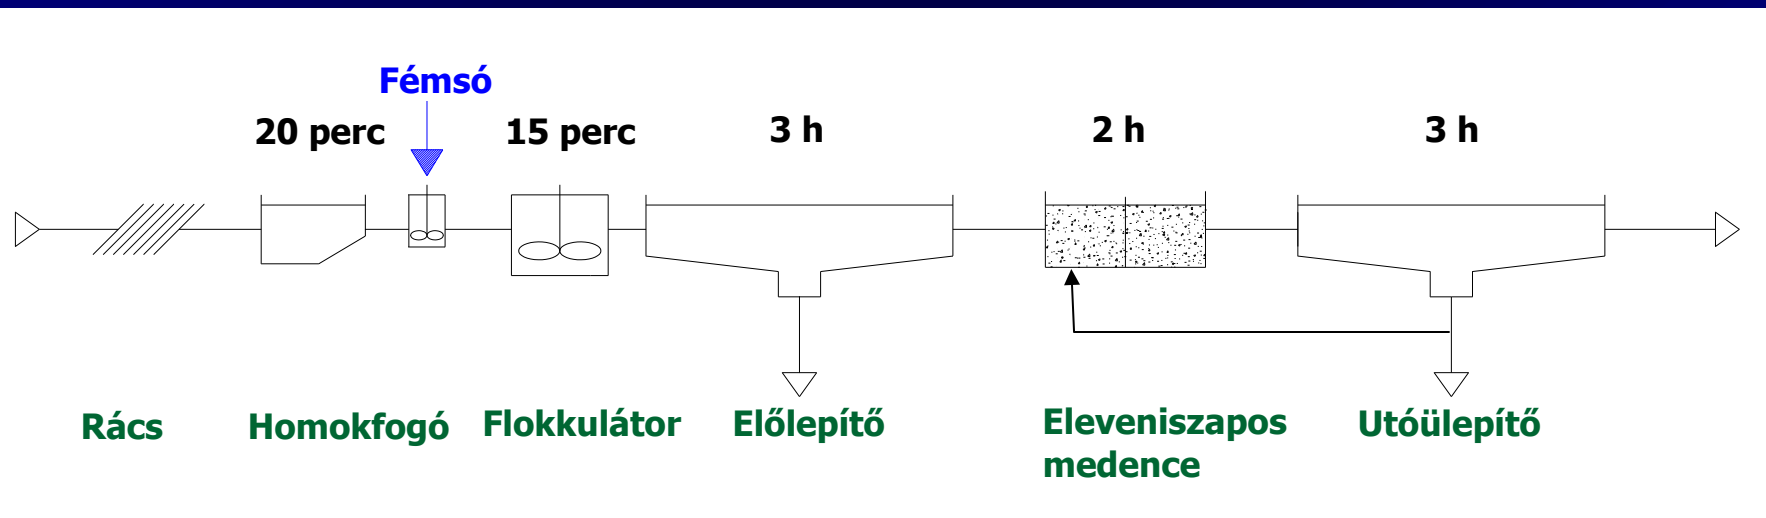 Fémsó
20 perc
15 perc
3 h
2 h
3 h
Rács
Homokfogó
Flokkulátor
Előlepítő
Eleveniszapos
medence
Utóülepítő